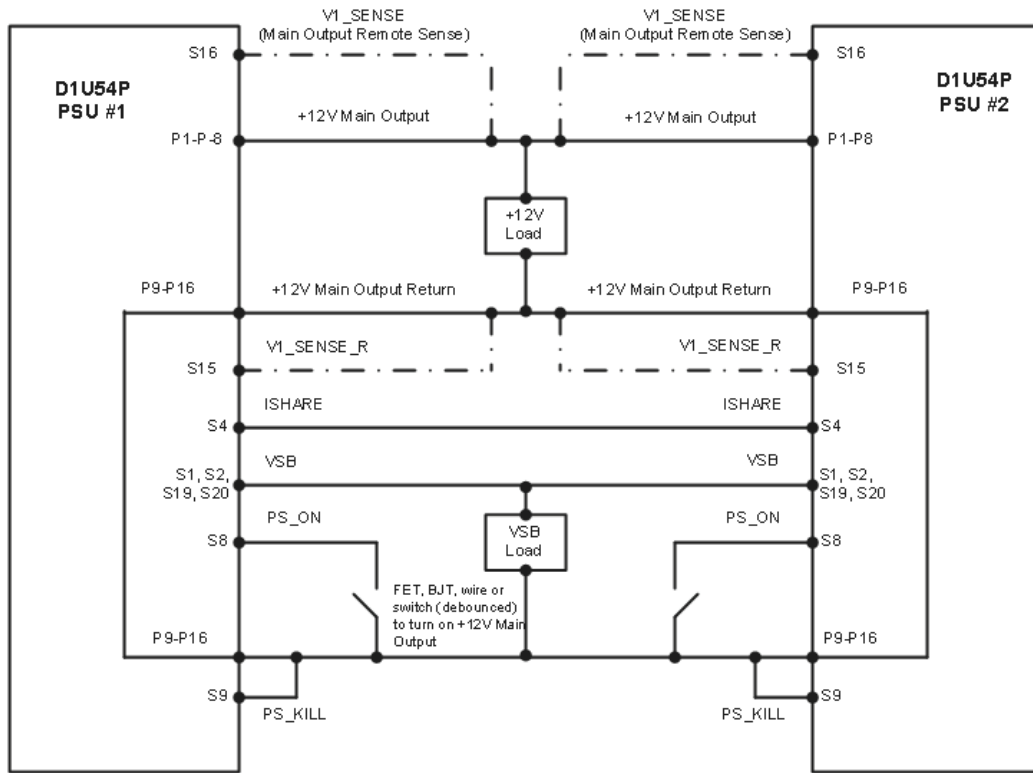 V1_SENSE
(Main Output Remote Sense)
V1_SENSE
(Main Output Remote Sense)
S16
S16
D1U54P
PSU #1
D1U54P
PSU #2
+12V Main Output
+12V Main Output
P1-P-8
P1-P8
+12V
Load
P9-P16
+12V Main Output Return
+12V Main Output Return
P9-P16
V1_SENSE_R
V1_SENSE_R
S15
S15
ISHARE
ISHARE
S4
S4
VSB
VSB
S1, S2,
S19, S20
S1, S2,
S19, S20
PS_ON
PS_ON
S8
VSB
Load
S8
FET, BJT, wire or
switch (debounced)
to turn on +12V Main
Output
P9-P16
P9-P16
S9
S9
PS_KILL
PS_KILL